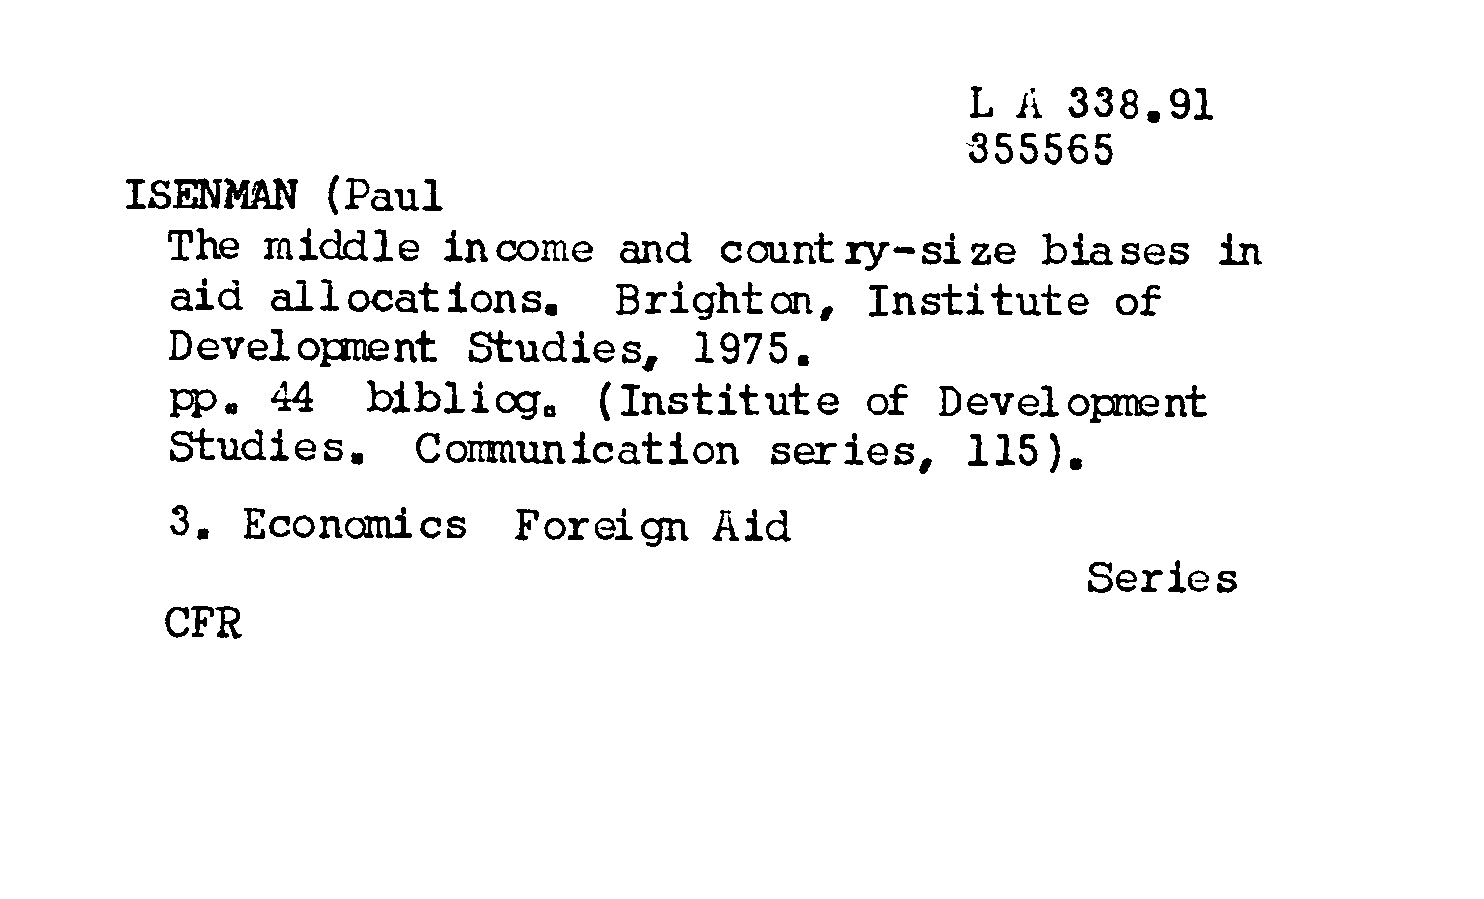 L A 338.91
355565
ISENMAN (Paul
The middle income and country-size biases in
aid allocations. Brighton, Institute of
Development Studies, 1975.
pp. 44 bibliog. (Institute of Development
Studies. Communication series, 115).
3. Economics Foreign Aid
Series
CFR